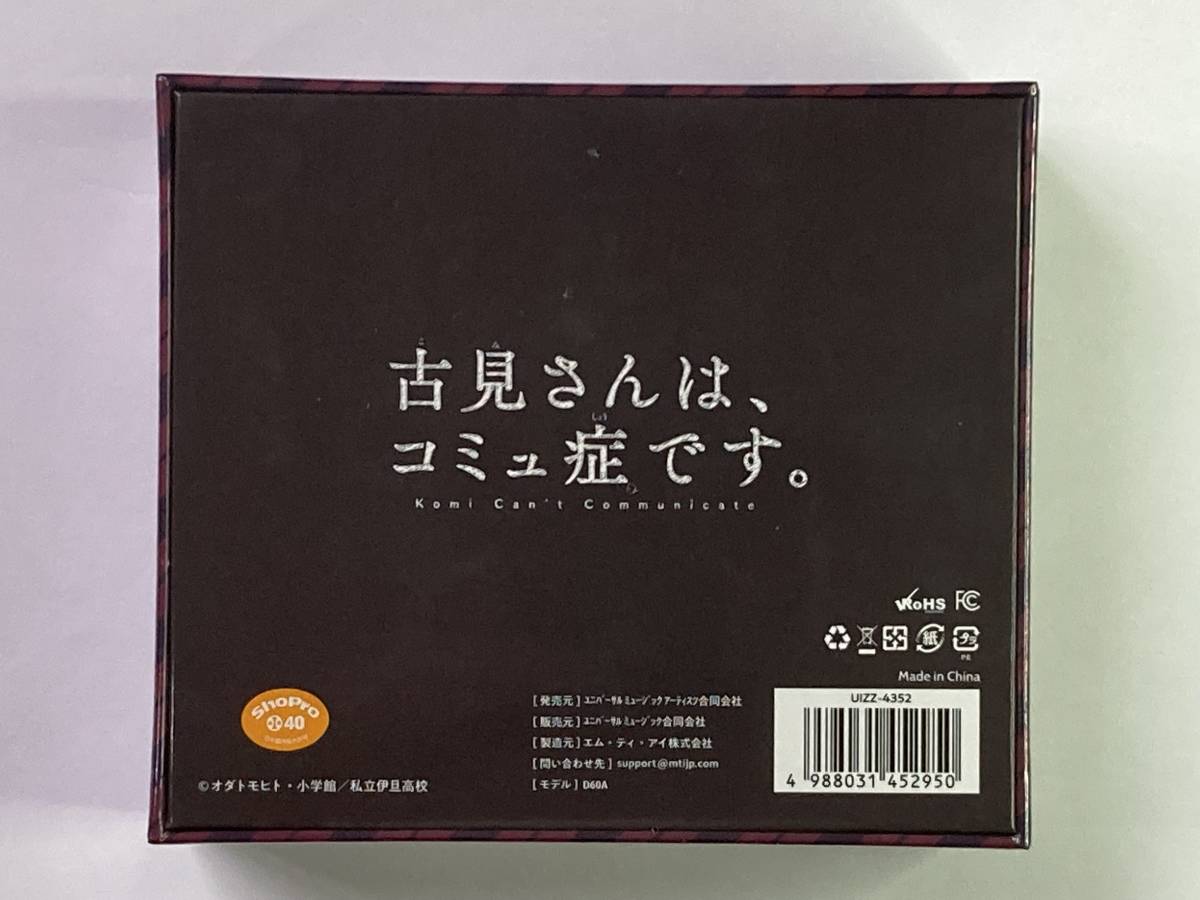 古見さんは、
コミュ症です。
Komi Can't Communicate
RoHS FC
紙 プラ
PE
Made in China
ShoPro
小 40
[発売元] ユニバーサル ミュージック アーティスツ合同会社
[販売元] ユニバーサル ミュージック合同会社
[製造元] エム・ティ・アイ株式会社
[問い合わせ先] support@mtijp.com
[モデル] D60A
UIZZ-4352
4 988031 452950
©オダトモヒト・小学館／私立伊旦高校